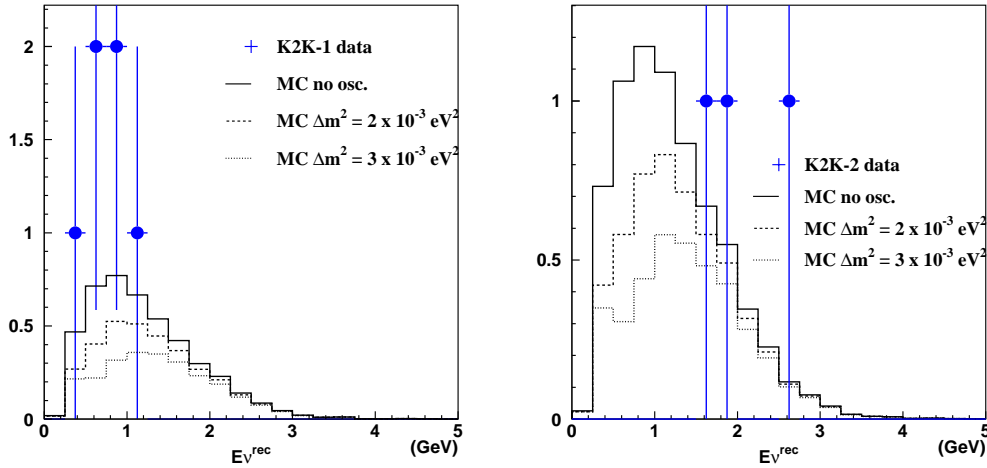 2
1.5
1
0.5
0
0 1 2 3 4 5
(GeV)
Eν^rec
K2K-1 data
MC no osc.
MC Δm² = 2 x 10⁻³ eV²
MC Δm² = 3 x 10⁻³ eV²
1
0.5
0
0 1 2 3 4 5
(GeV)
Eν^rec
K2K-2 data
MC no osc.
MC Δm² = 2 x 10⁻³ eV²
MC Δm² = 3 x 10⁻³ eV²